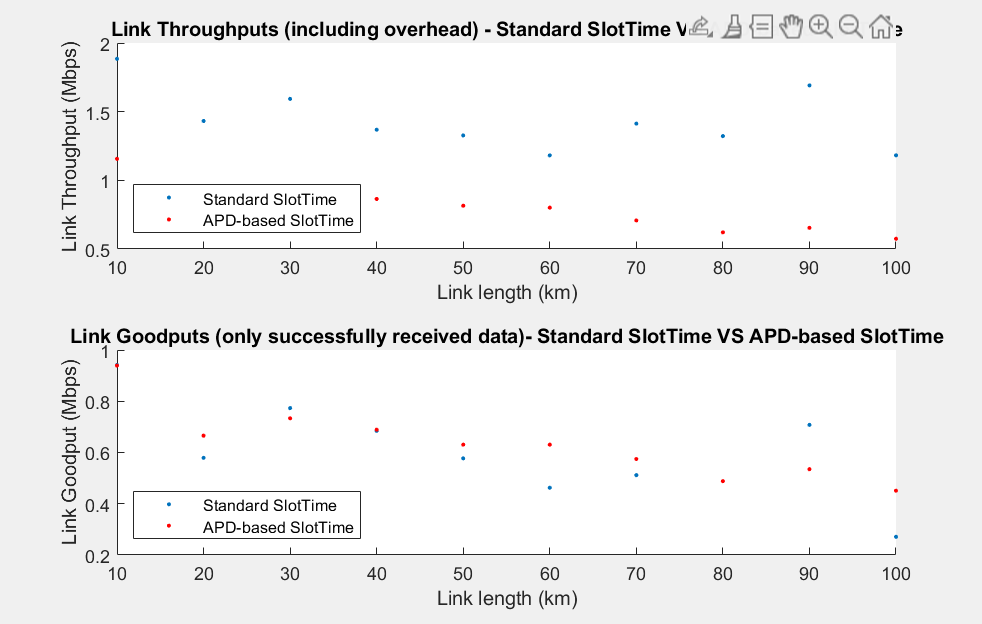 Link Throughputs (including overhead) - Standard SlotTime V
e
Link Throughput (Mbps)
2
1.5
1
0.5
Standard SlotTime
APD-based SlotTime
10 20 30 40 50 60 70 80 90 100
Link length (km)
Link Goodputs (only successfully received data)- Standard SlotTime VS APD-based SlotTime
Link Goodput (Mbps)
1
0.8
0.6
0.4
0.2
Standard SlotTime
APD-based SlotTime
10 20 30 40 50 60 70 80 90 100
Link length (km)